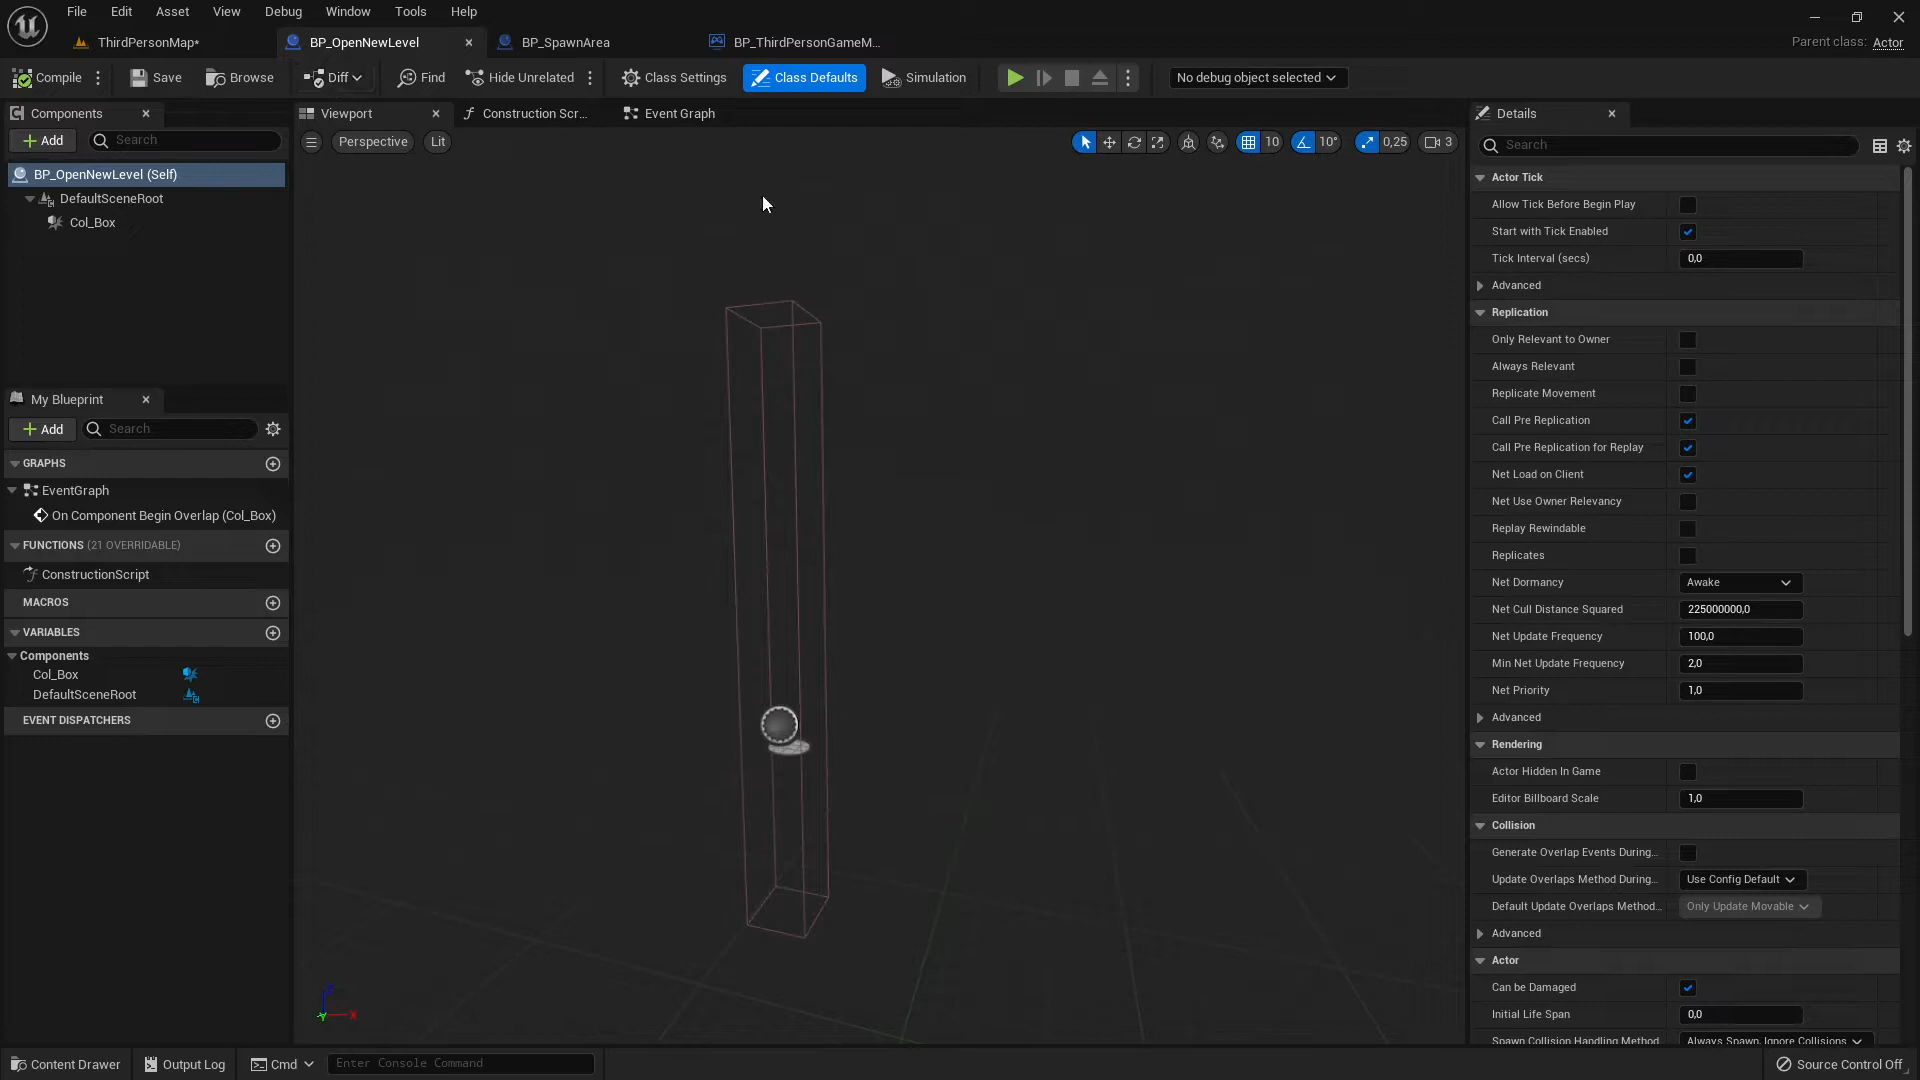 File Edit Asset View Debug Window Tools Help
ThirdPersonMap* BP_OpenNewLevel BP_SpawnArea BP_ThirdPersonGameM... Parent class: Actor
Compile Save Browse Diff Find Hide Unrelated Class Settings Class Defaults Simulation No debug object selected
Components
Add Search
BP_OpenNewLevel (Self)
DefaultSceneRoot
Col_Box
My Blueprint
Add Search
GRAPHS
EventGraph
On Component Begin Overlap (Col_Box)
FUNCTIONS (21 OVERRIDABLE)
ConstructionScript
MACROS
VARIABLES
Components
Col_Box
DefaultSceneRoot
EVENT DISPATCHERS
Viewport Construction Scr... Event Graph
Perspective Lit 10 10° 0,25 3
Z
Y X
Details
Search
Actor Tick
Allow Tick Before Begin Play
Start with Tick Enabled
Tick Interval (secs) 0,0
Advanced
Replication
Only Relevant to Owner
Always Relevant
Replicate Movement
Call Pre Replication
Call Pre Replication for Replay
Net Load on Client
Net Use Owner Relevancy
Replay Rewindable
Replicates
Net Dormancy Awake
Net Cull Distance Squared 225000000,0
Net Update Frequency 100,0
Min Net Update Frequency 2,0
Net Priority 1,0
Advanced
Rendering
Actor Hidden In Game
Editor Billboard Scale 1,0
Collision
Generate Overlap Events During...
Update Overlaps Method During... Use Config Default
Default Update Overlaps Method... Only Update Movable
Advanced
Actor
Can be Damaged
Initial Life Span 0,0
Spawn Collision Handling Method Always Spawn, Ignore Collisions
Content Drawer Output Log Cmd Enter Console Command Source Control Off